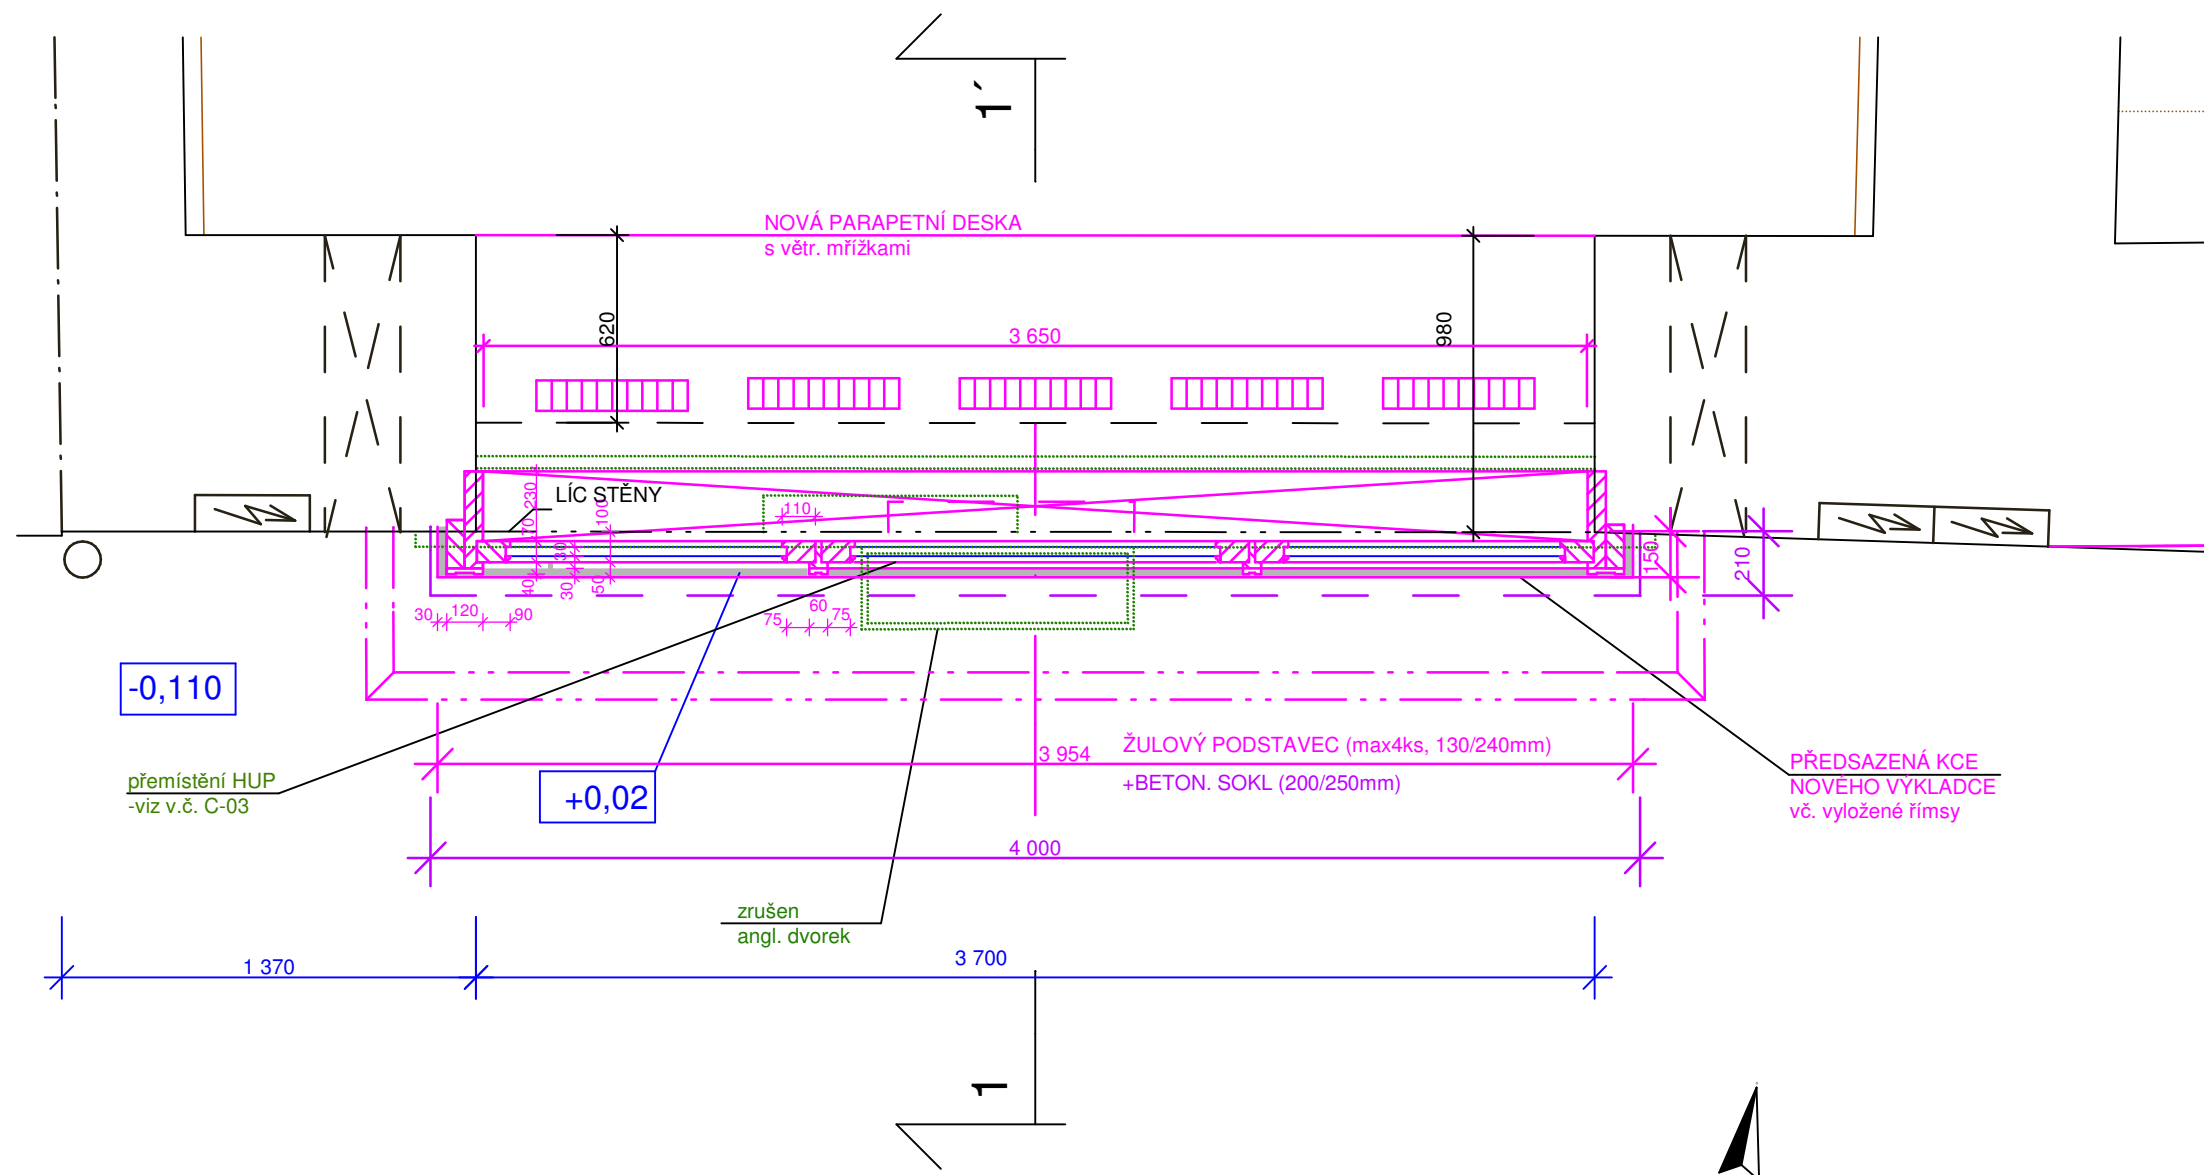 1´
NOVÁ PARAPETNÍ DESKA
s větr. mřížkami
620
3 650
980
230
LÍC STĚNY
70
100
110
30
40
30
50
150
210
30
120
90
75
60
75
-0,110
přemístění HUP
-viz v.č. C-03
+0,02
3 954
ŽULOVÝ PODSTAVEC (max4ks, 130/240mm)
+BETON. SOKL (200/250mm)
PŘEDSAZENÁ KCE
NOVÉHO VÝKLADCE
vč. vyložené římsy
4 000
zrušen
angl. dvorek
1 370
3 700
1